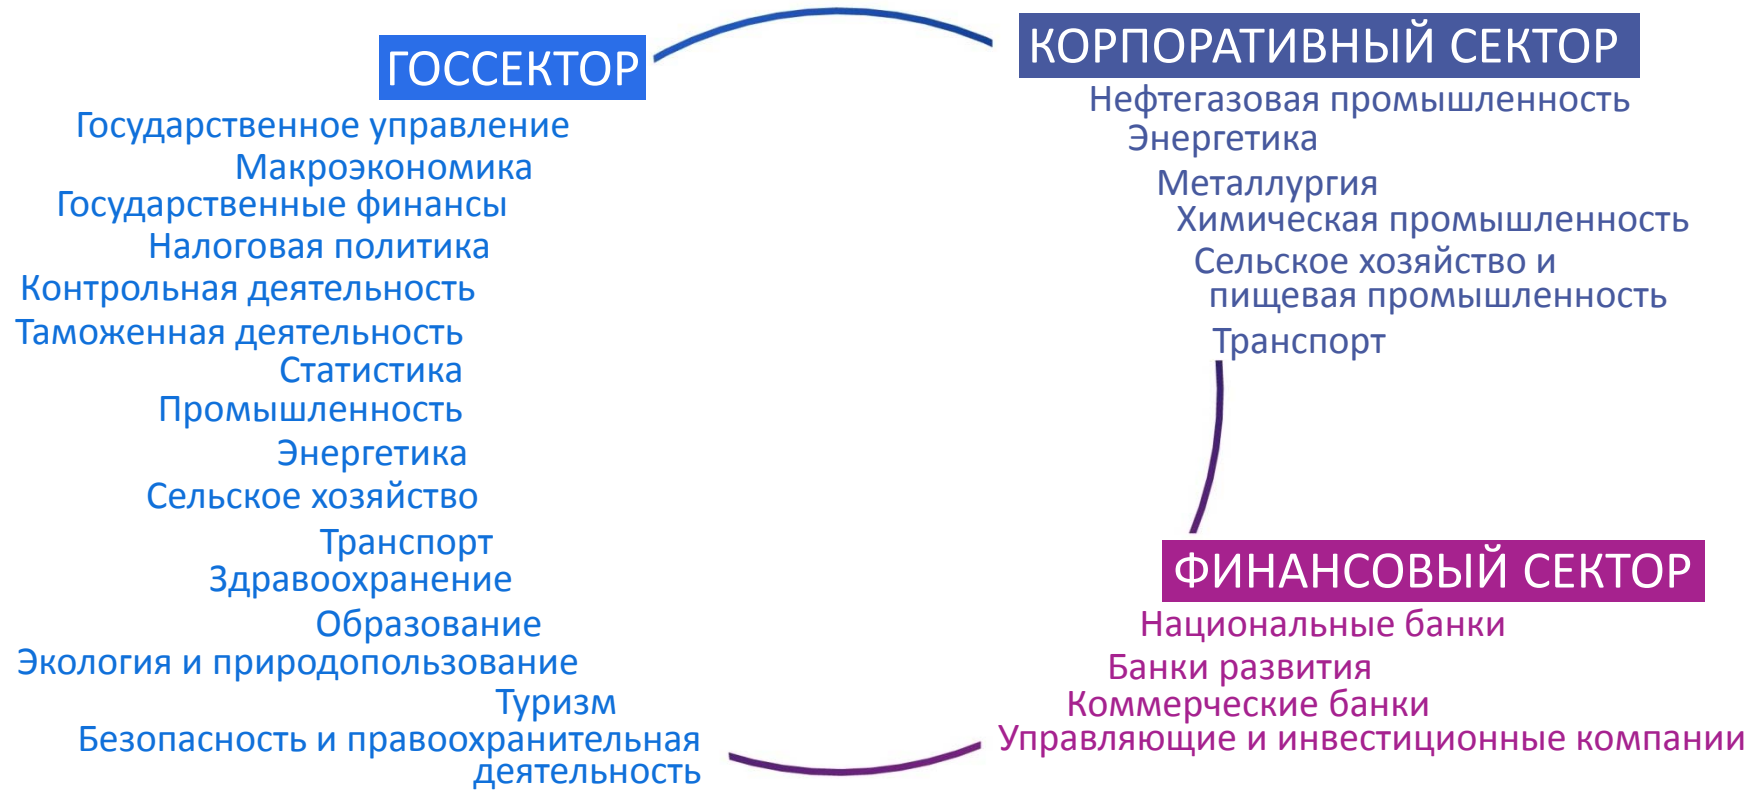 ГОССЕКТОР
Государственное управление
Макроэкономика
Государственные финансы
Налоговая политика
Контрольная деятельность
Таможенная деятельность
Статистика
Промышленность
Энергетика
Сельское хозяйство
Транспорт
Здравоохранение
Образование
Экология и природопользование
Туризм
Безопасность и правоохранительная
деятельность
КОРПОРАТИВНЫЙ СЕКТОР
Нефтегазовая промышленность
Энергетика
Металлургия
Химическая промышленность
Сельское хозяйство и
пищевая промышленность
Транспорт
ФИНАНСОВЫЙ СЕКТОР
Национальные банки
Банки развития
Коммерческие банки
Управляющие и инвестиционные компании